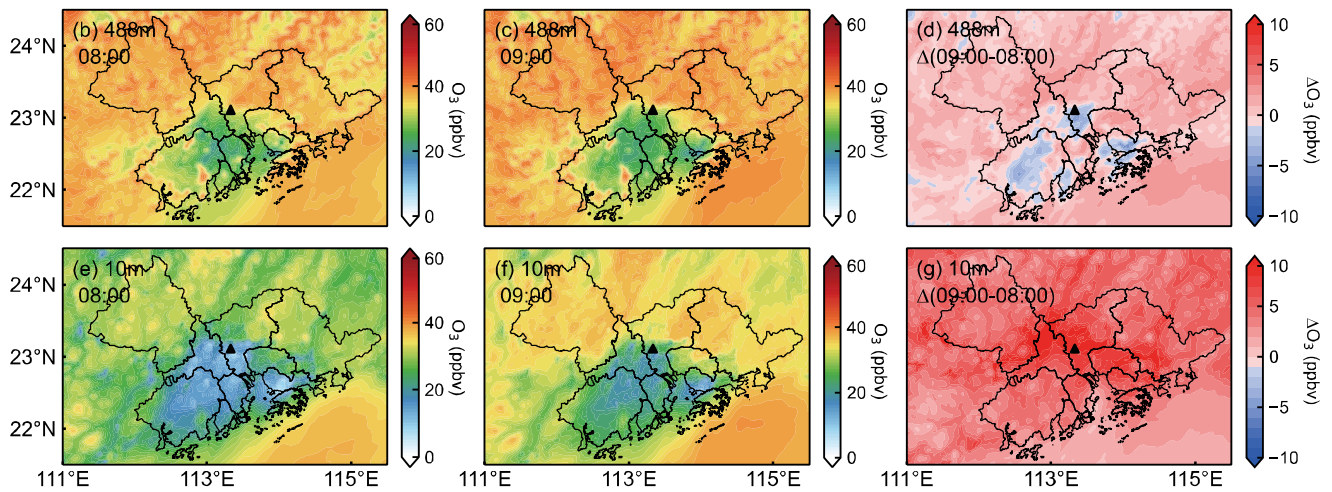 24°N
23°N
22°N
(b) 488m
08:00
60
40
20
0
O₃ (ppbv)
(c) 488m
09:00
60
40
20
0
O₃ (ppbv)
(d) 488m
Δ(09:00-08:00)
10
5
0
−5
−10
ΔO₃ (ppbv)
24°N
23°N
22°N
111°E
113°E
115°E
(e) 10m
08:00
60
40
20
0
O₃ (ppbv)
(f) 10m
09:00
111°E
113°E
115°E
60
40
20
0
O₃ (ppbv)
(g) 10m
Δ(09:00-08:00)
111°E
113°E
115°E
10
5
0
−5
−10
ΔO₃ (ppbv)